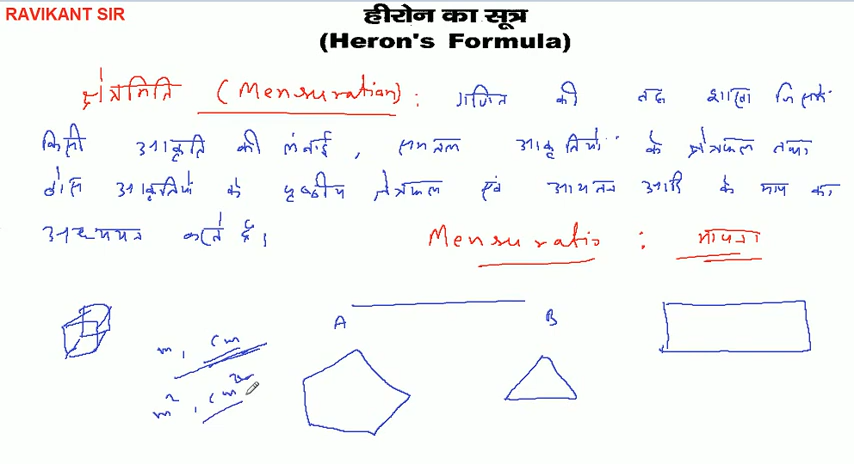 RAVIKANT SIR
हीरोन का सूत्र
(Heron's Formula)
क्षेत्रमिति (Mensuration) : गणित की वह शाखा जिसमें
किसी आकृति की लंबाई , समतल आकृतियों के क्षेत्रफल तथा
ठोस आकृतियों के पृष्ठीय क्षेत्रफल एवं आयतन आदि के माप का
अध्ययन करते हैं।
Mensuratio : मापना
A B
m , cm
m² , cm²